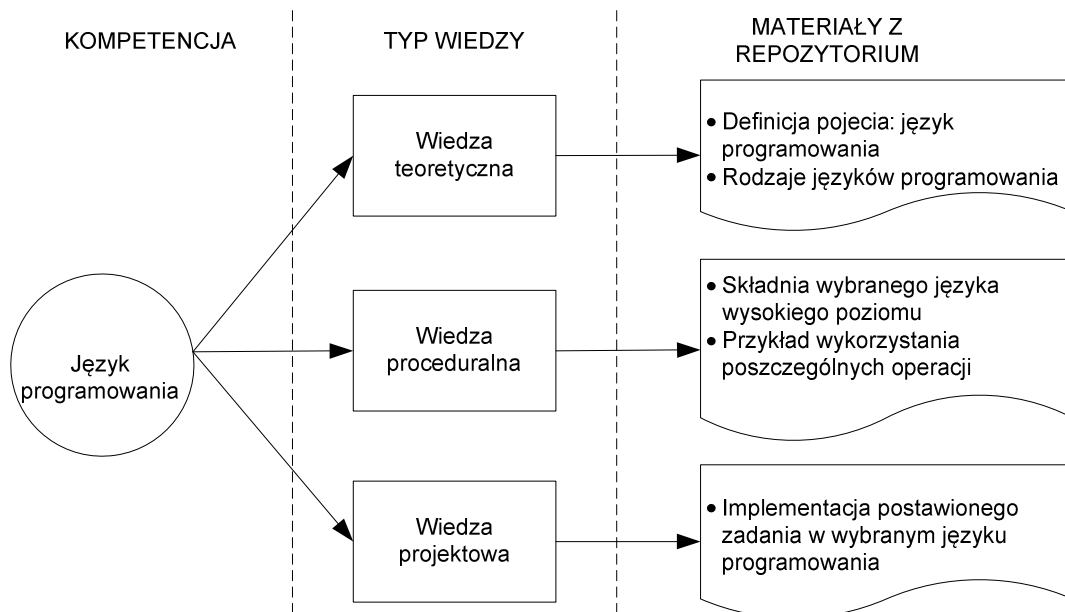 KOMPETENCJA
TYP WIEDZY
MATERIAŁY Z
REPOZYTORIUM
Język
programowania
Wiedza
teoretyczna
• Definicja pojecia: język
programowania
• Rodzaje języków programowania
Wiedza
proceduralna
• Składnia wybranego języka
wysokiego poziomu
• Przykład wykorzystania
poszczególnych operacji
Wiedza
projektowa
• Implementacja postawionego
zadania w wybranym języku
programowania